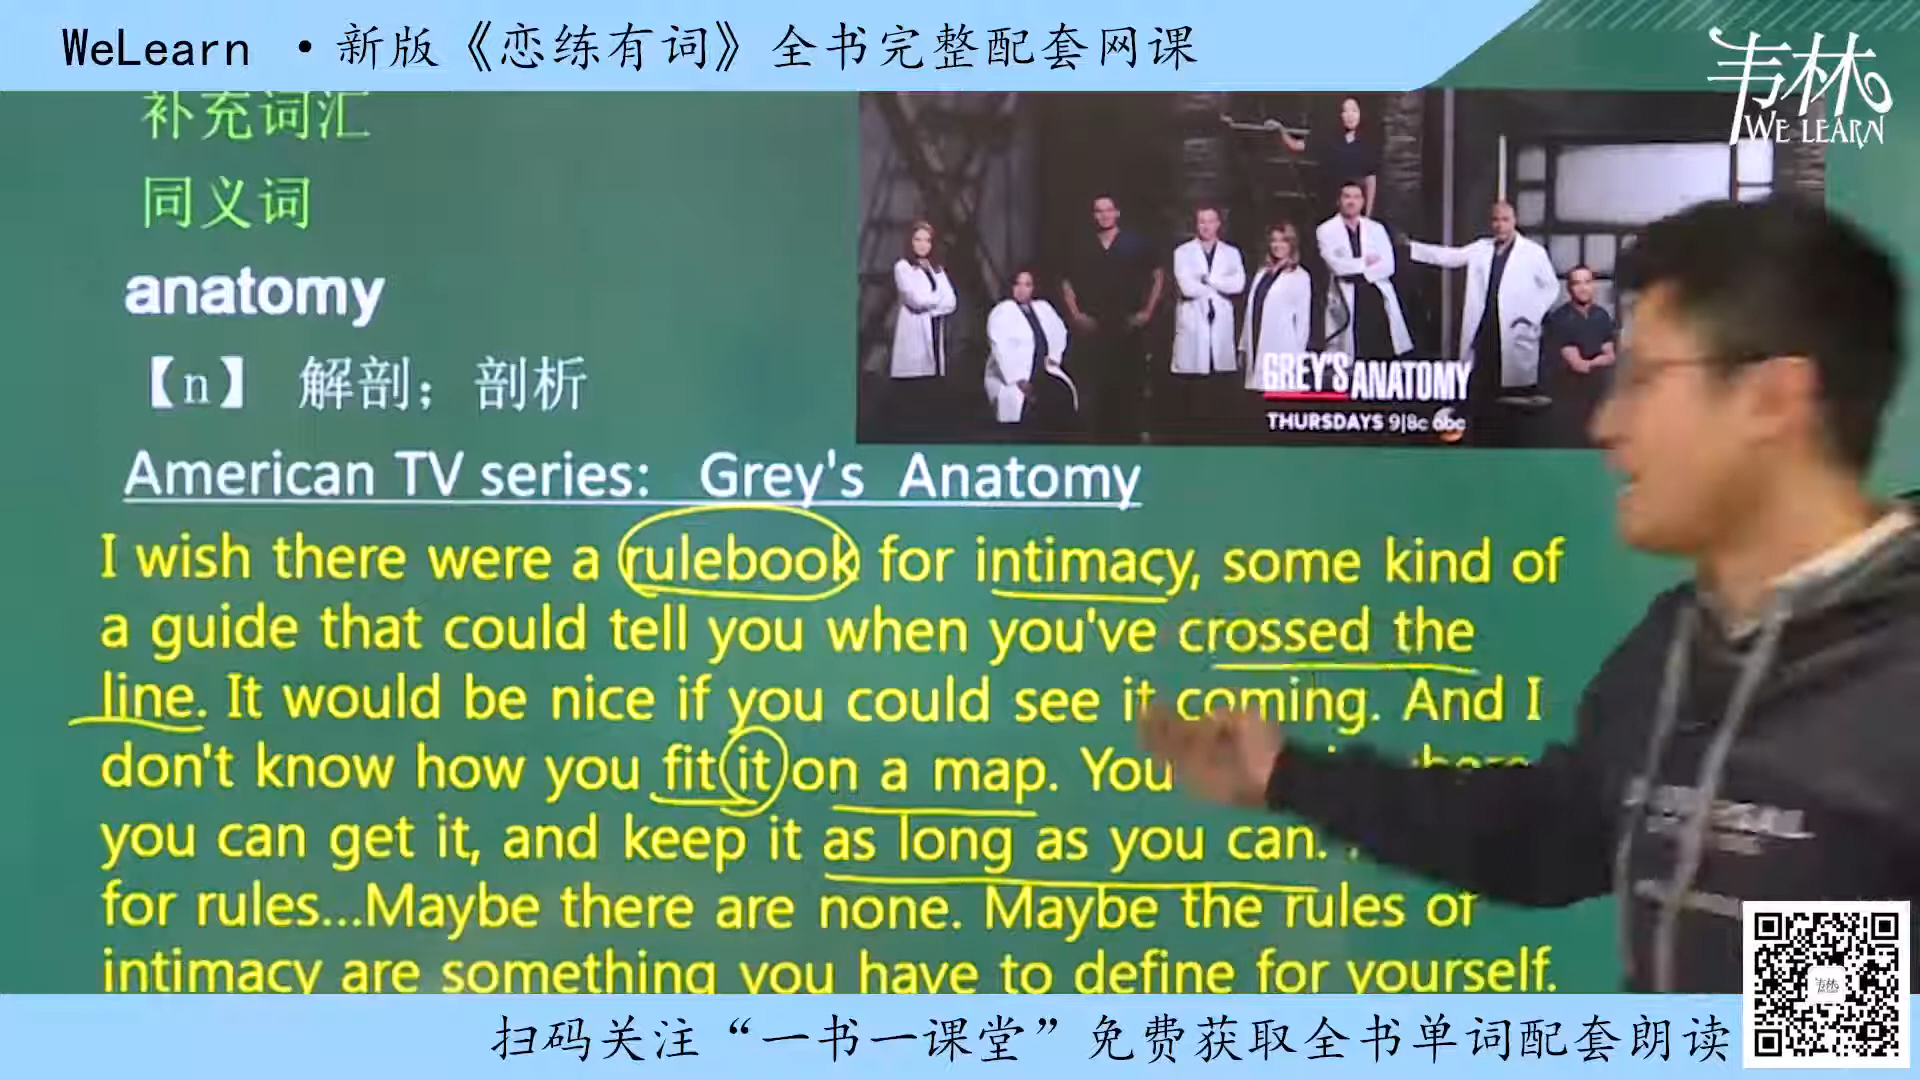 WeLearn ·新版《恋练有词》全书完整配套网课
韦林
WE LEARN
补充词汇
同义词
anatomy
【n】 解剖；剖析
GREY'S ANATOMY
THURSDAYS 9|8c abc
American TV series: Grey's Anatomy
I wish there were a rulebook for intimacy, some kind of
a guide that could tell you when you've crossed the
line. It would be nice if you could see it coming. And I
don't know how you fit it on a map. You
you can get it, and keep it as long as you can.
for rules...Maybe there are none. Maybe the rules of
intimacy are something you have to define for yourself.
扫码关注“一书一课堂”免费获取全书单词配套朗读